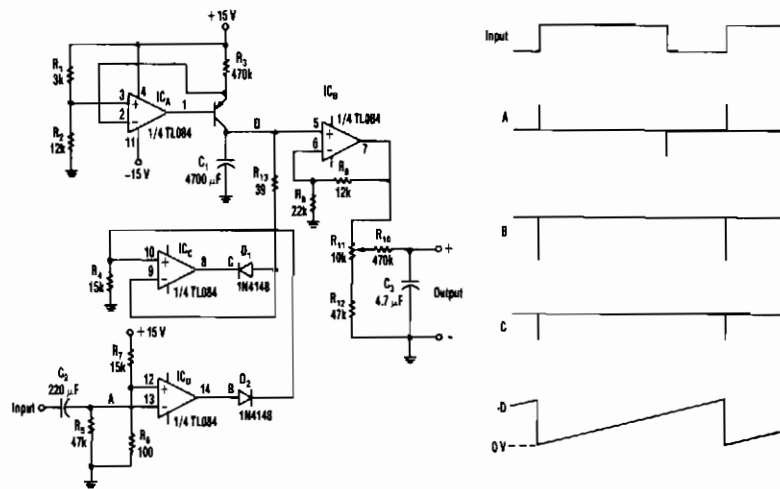 +15 V
R1
3k
R3
470k
ICA
4
3
+
1
2
-
1/4 TL084
11
-15 V
R2
12k
D
C1
4700 µF
R13
39
ICB
5
+
6
-
7
1/4 TL084
R9
12k
22k
R11
10k
R10
470k
+
C3
4.7 µF
Output
R12
47k
-
ICC
10
+
9
-
8
C
D1
1N4148
1/4 TL084
R4
15k
+15 V
R7
15k
ICD
12
+
13
-
14
B
D2
1N4148
1/4 TL084
C2
220 µF
A
Input
R5
47k
R6
100
Input
A
B
C
-D
0 V